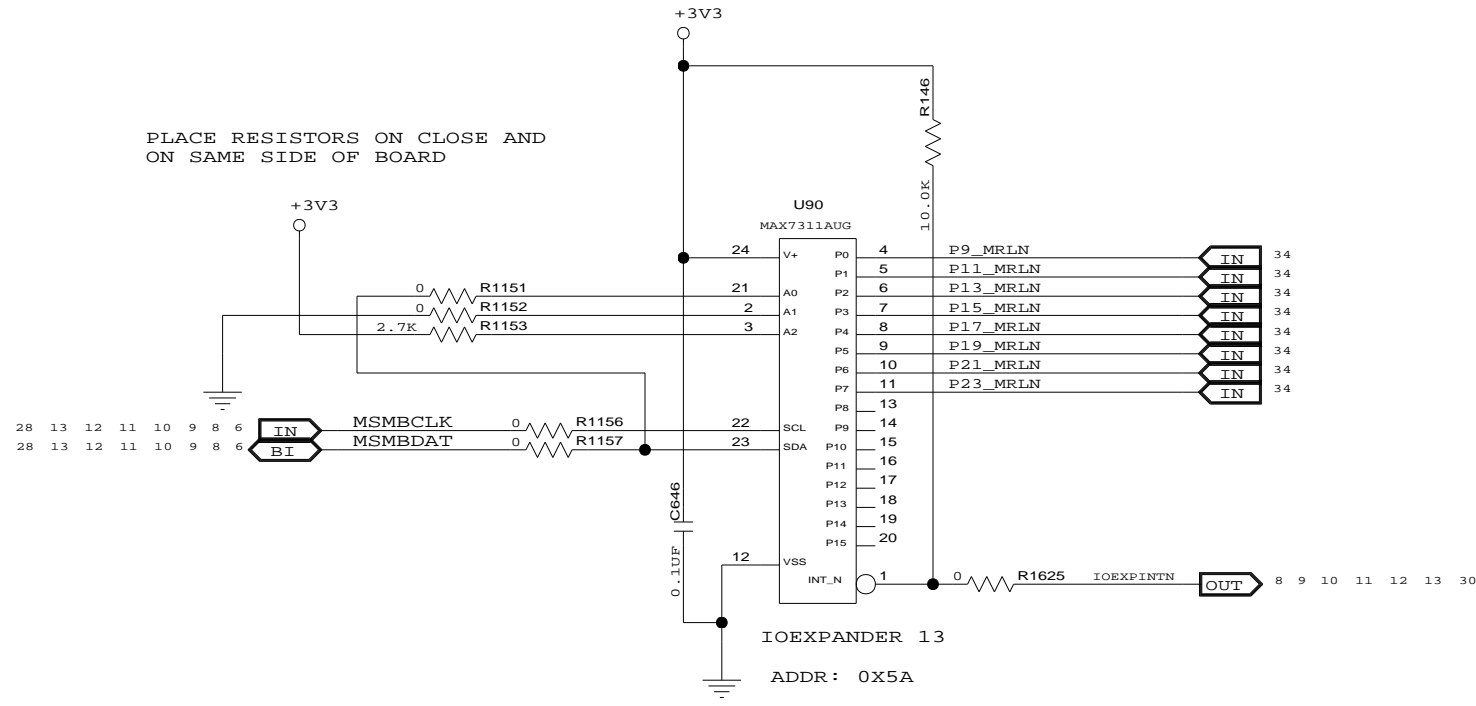 +3V3
R146
10.0K
PLACE RESISTORS ON CLOSE AND
ON SAME SIDE OF BOARD
+3V3
U90
MAX7311AUG
24 V+ P0 4 P9_MRLN IN 34
P1 5 P11_MRLN IN 34
0 R1151 21 A0 P2 6 P13_MRLN IN 34
0 R1152 2 A1 P3 7 P15_MRLN IN 34
2.7K R1153 3 A2 P4 8 P17_MRLN IN 34
P5 9 P19_MRLN IN 34
P6 10 P21_MRLN IN 34
P7 11 P23_MRLN IN 34
P8 13
28 13 12 11 10 9 8 6 IN MSMBCLK 0 R1156 22 SCL P9 14
28 13 12 11 10 9 8 6 BI MSMBDAT 0 R1157 23 SDA P10 15
P11 16
P12 17
P13 18
P14 19
P15 20
C646
0.1UF
12 VSS
INT_N 1 0 R1625 IOEXPINTN OUT 8 9 10 11 12 13 30
IOEXPANDER 13
ADDR: 0X5A